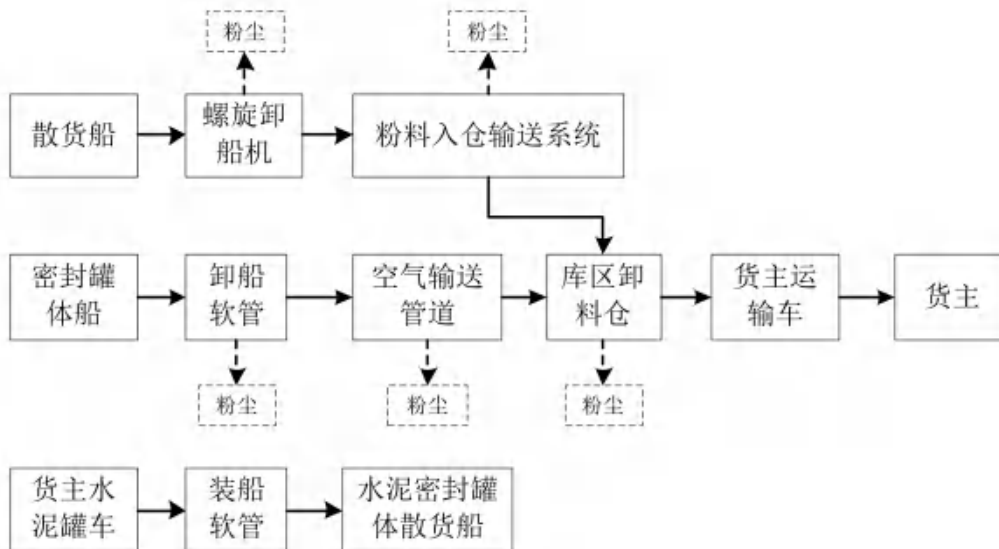 粉尘
粉尘
散货船
螺旋卸
船机
粉料入仓输送系统
密封罐
体船
卸船
软管
空气输送
管道
库区卸
料仓
货主运
输车
货主
粉尘
粉尘
粉尘
货主水
泥罐车
装船
软管
水泥密封罐
体散货船